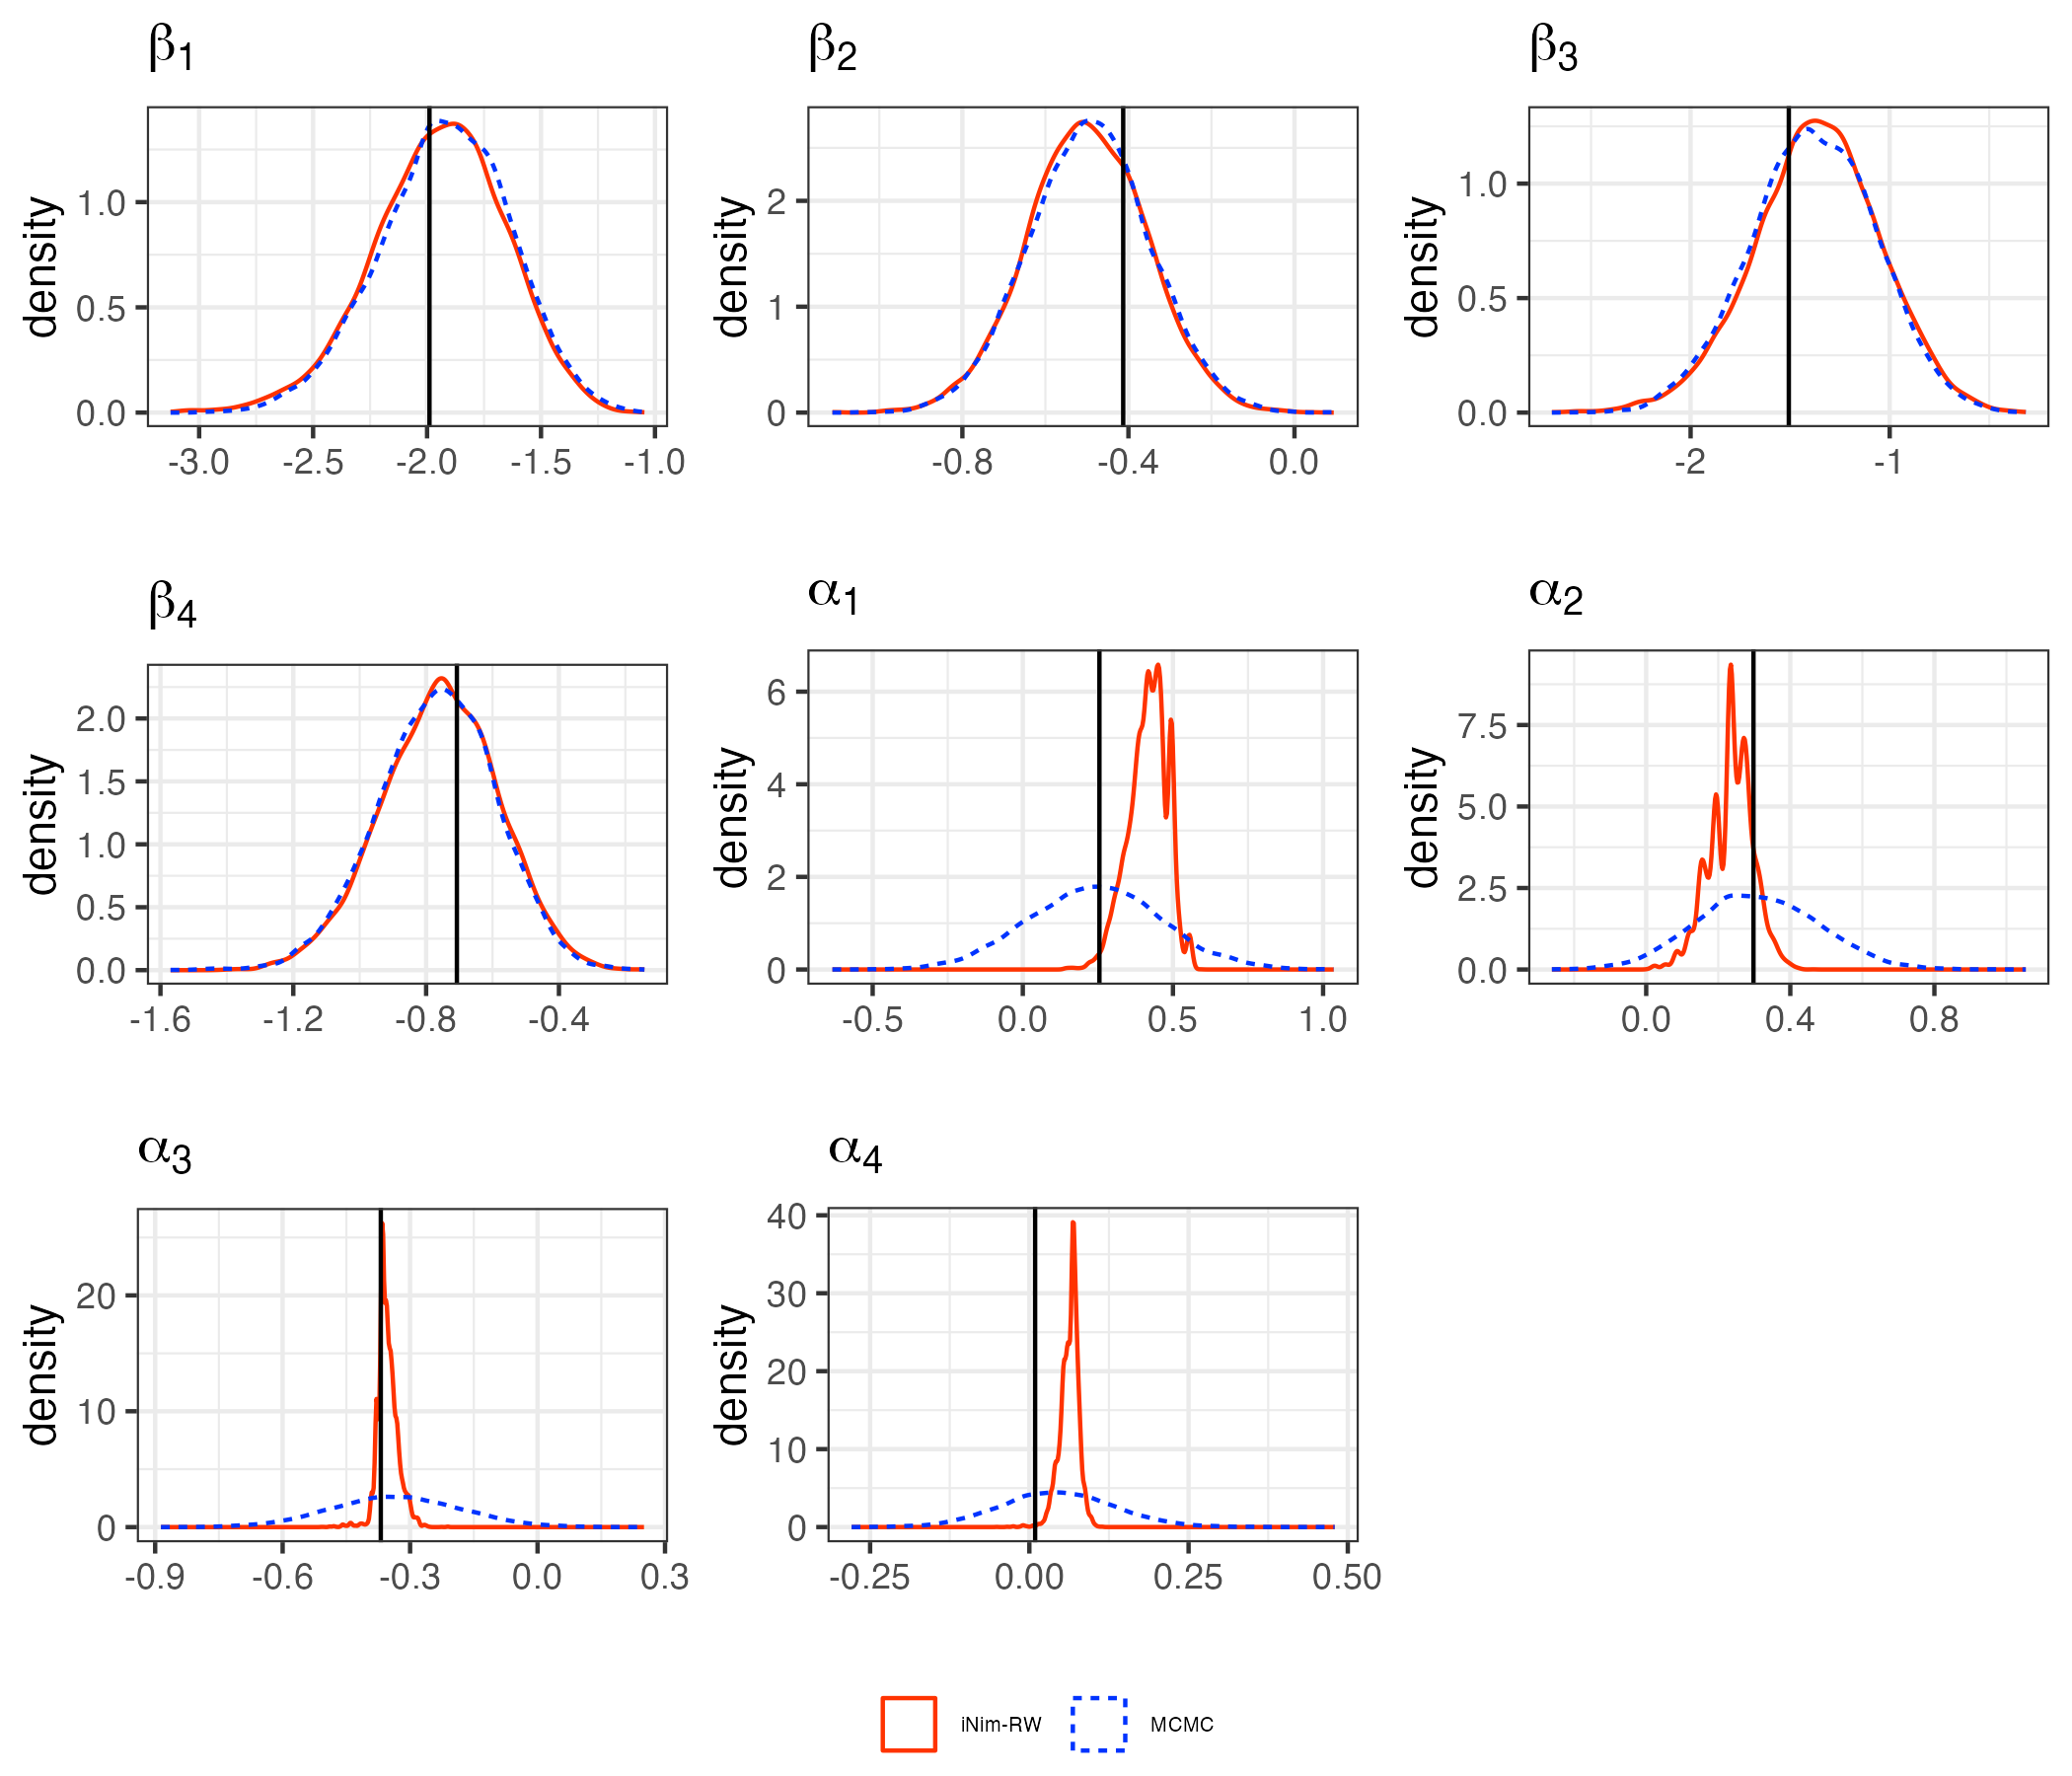 β1
β2
β3
density
1.0
0.5
0.0
-3.0 -2.5 -2.0 -1.5 -1.0
density
2
1
0
-0.8 -0.4 0.0
density
1.0
0.5
0.0
-2 -1
β4
α1
α2
density
2.0
1.5
1.0
0.5
0.0
-1.6 -1.2 -0.8 -0.4
density
6
4
2
0
-0.5 0.0 0.5 1.0
density
7.5
5.0
2.5
0.0
0.0 0.4 0.8
α3
α4
density
20
10
0
-0.9 -0.6 -0.3 0.0 0.3
density
40
30
20
10
0
-0.25 0.00 0.25 0.50
iNim-RW MCMC